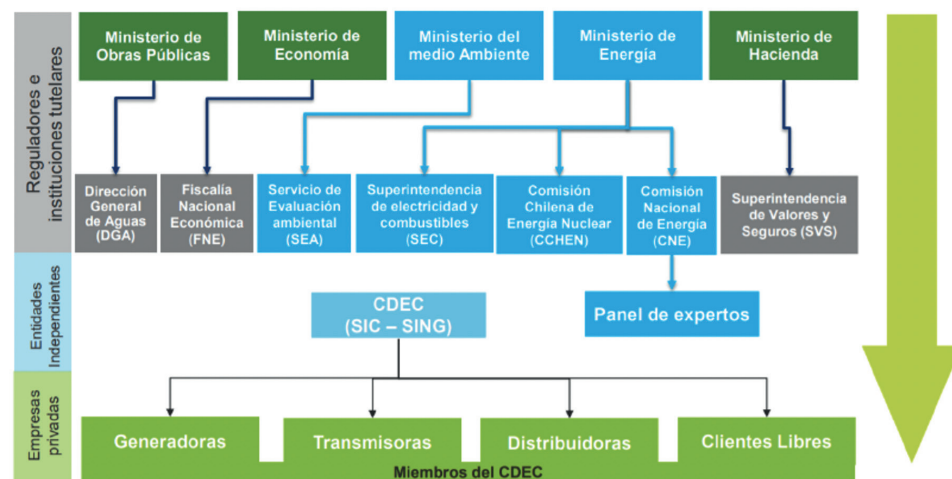 Reguladores e
instituciones tutelares
Ministerio de
Obras Públicas
Ministerio de
Economía
Ministerio del
medio Ambiente
Ministerio de
Energía
Ministerio de
Hacienda
Dirección
General
de Aguas
(DGA)
Fiscalía
Nacional
Económica
(FNE)
Servicio de
Evaluación
ambiental
(SEA)
Superintendencia
de electricidad y
combustibles
(SEC)
Comisión
Chilena de
Energía Nuclear
(CCHEN)
Comisión
Nacional
de Energía
(CNE)
Superintendencia
de Valores y
Seguros (SVS)
Entidades
Independientes
CDEC
(SIC – SING)
Panel de expertos
Empresas
privadas
Generadoras
Transmisoras
Distribuidoras
Clientes Libres
Miembros del CDEC